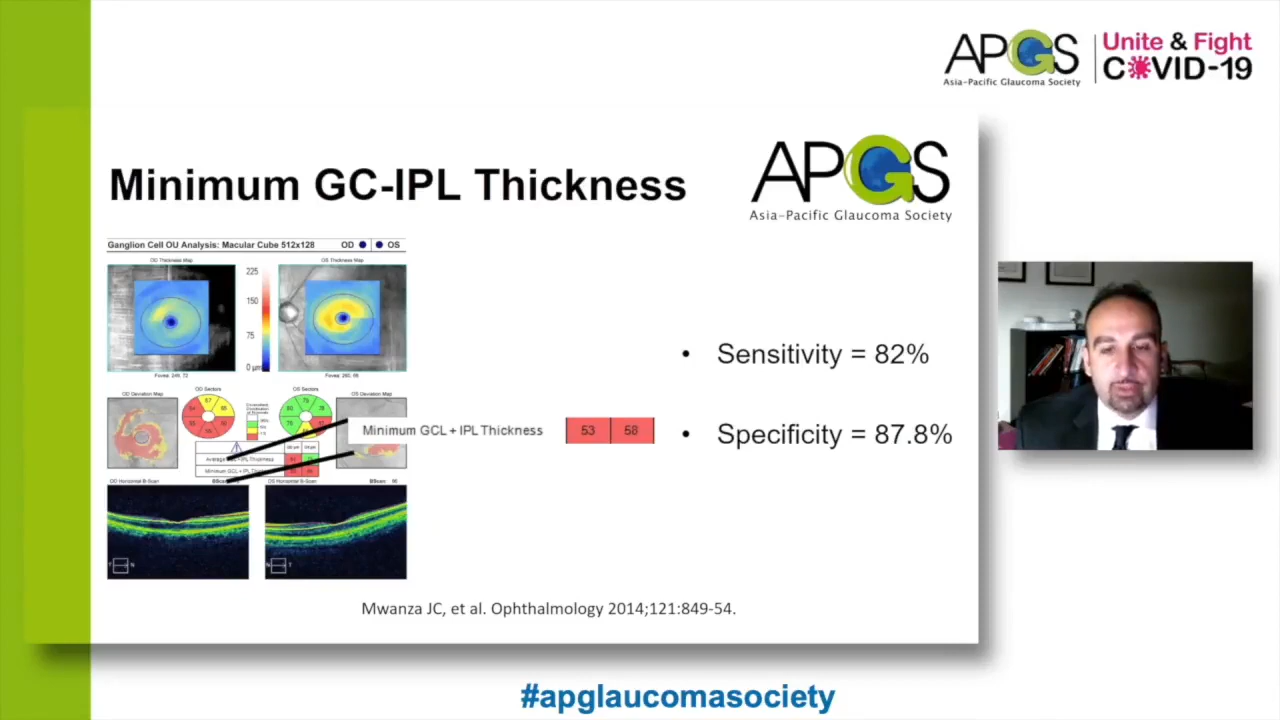 APGS
Asia-Pacific Glaucoma Society
Unite & Fight
COVID-19
Minimum GC-IPL Thickness
APGS
Asia-Pacific Glaucoma Society
Ganglion Cell OU Analysis: Macular Cube 512x128
OD
OS
OD Thickness Map
OS Thickness Map
225
150
75
0 µm
OD Deviation Map
OD Sectors
OS Sectors
OS Deviation Map
Minimum GCL + IPL Thickness
53
58
OD Horizontal B-Scan
OS Horizontal B-Scan
BScan:
• Sensitivity = 82%
• Specificity = 87.8%
Mwanza JC, et al. Ophthalmology 2014;121:849-54.
#apglaucomasociety